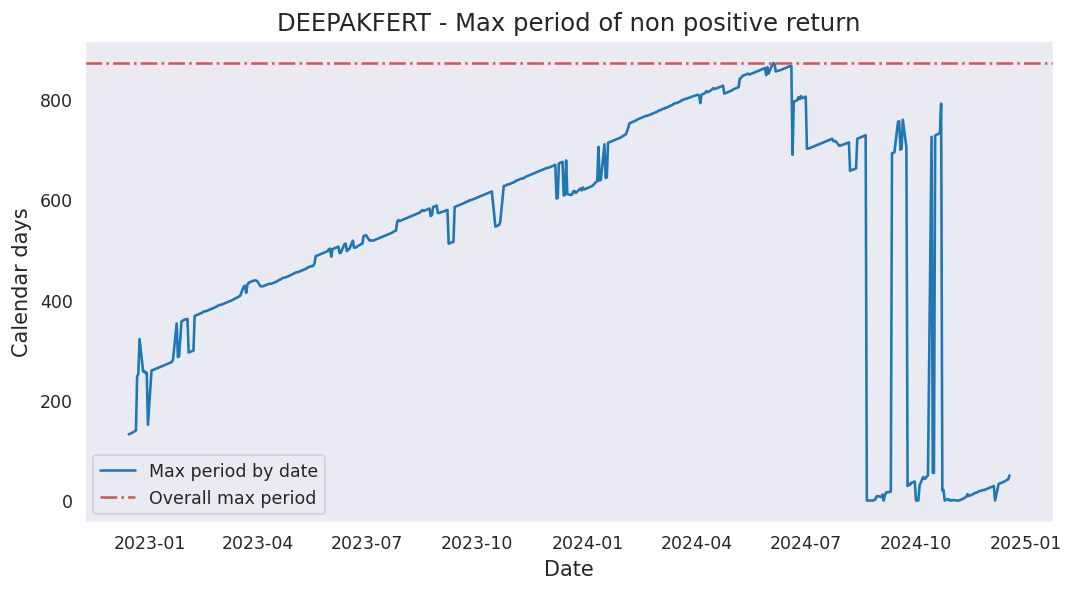 DEEPAKFERT - Max period of non positive return
Calendar days
800
600
400
200
0
Max period by date
Overall max period
2023-01 2023-04 2023-07 2023-10 2024-01 2024-04 2024-07 2024-10 2025-01
Date